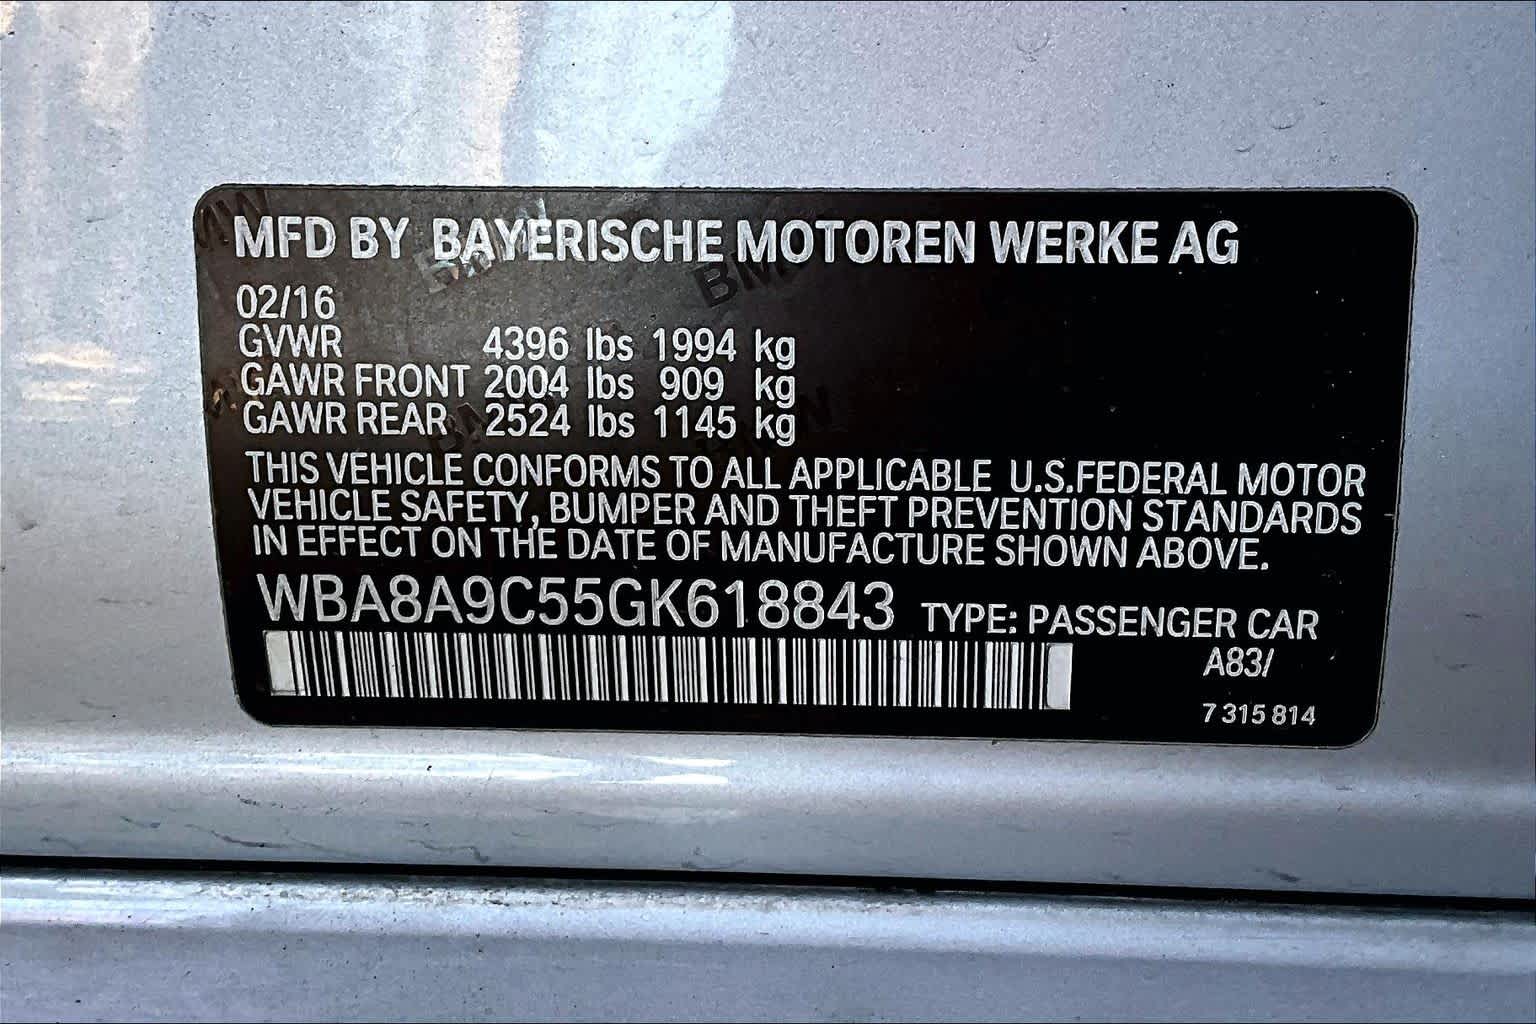 MFD BY BAYERISCHE MOTOREN WERKE AG
02/16
GVWR 4396 lbs 1994 kg
GAWR FRONT 2004 lbs 909 kg
GAWR REAR 2524 lbs 1145 kg
THIS VEHICLE CONFORMS TO ALL APPLICABLE U.S.FEDERAL MOTOR
VEHICLE SAFETY, BUMPER AND THEFT PREVENTION STANDARDS
IN EFFECT ON THE DATE OF MANUFACTURE SHOWN ABOVE.
WBA8A9C55GK618843 TYPE: PASSENGER CAR
A83/
7 315 814